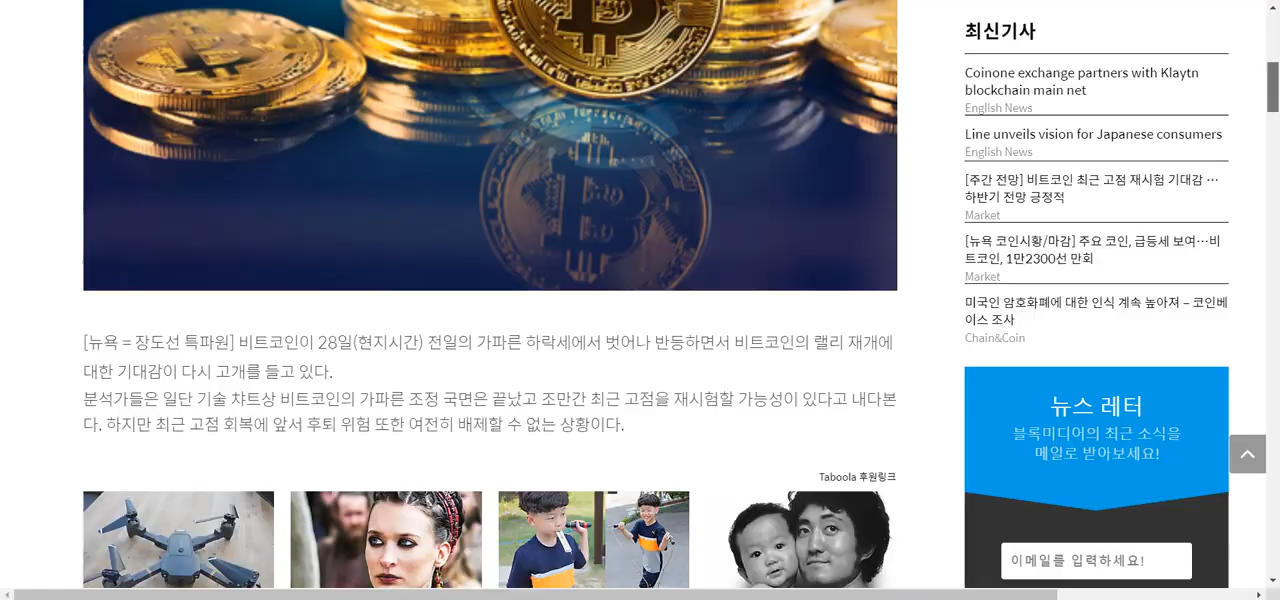 [뉴욕 = 장도선 특파원] 비트코인이 28일(현지시간) 전일의 가파른 하락세에서 벗어나 반등하면서 비트코인의 랠리 재개에
대한 기대감이 다시 고개를 들고 있다.
분석가들은 일단 기술 챠트상 비트코인의 가파른 조정 국면은 끝났고 조만간 최근 고점을 재시험할 가능성이 있다고 내다본
다. 하지만 최근 고점 회복에 앞서 후퇴 위험 또한 여전히 배제할 수 없는 상황이다.
Taboola 후원링크
최신기사
Coinone exchange partners with Klaytn
blockchain main net
English News
Line unveils vision for Japanese consumers
English News
[주간 전망] 비트코인 최근 고점 재시험 기대감 …
하반기 전망 긍정적
Market
[뉴욕 코인시황/마감] 주요 코인, 급등세 보여…비
트코인, 1만2300선 만회
Market
미국인 암호화폐에 대한 인식 계속 높아져 – 코인베
이스 조사
Chain&Coin
뉴스 레터
블록미디어의 최근 소식을
메일로 받아보세요!
이메일를 입력하세요!